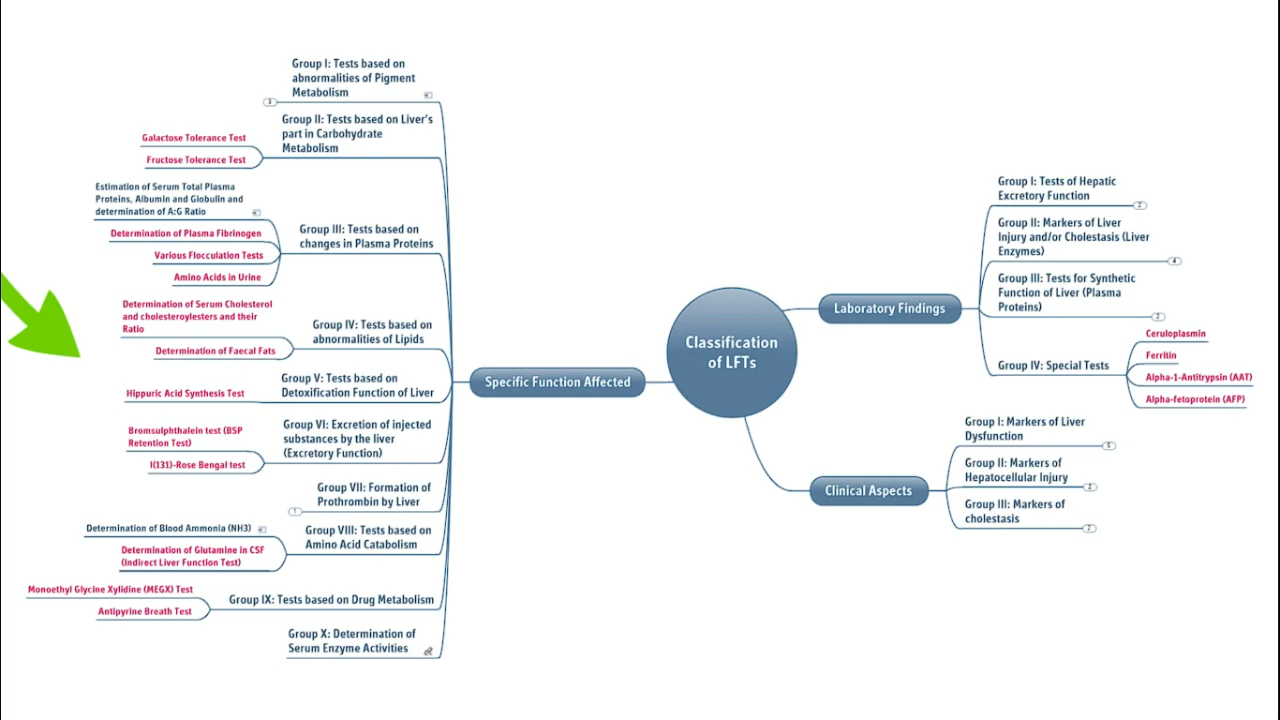 Classification
of LFTs
Specific Function Affected
Group I: Tests based on
abnormalities of Pigment
Metabolism
3
Group II: Tests based on Liver's
part in Carbohydrate
Metabolism
Galactose Tolerance Test
Fructose Tolerance Test
Group III: Tests based on
changes in Plasma Proteins
Estimation of Serum Total Plasma
Proteins, Albumin and Globulin and
determination of A:G Ratio
Determination of Plasma Fibrinogen
Various Flocculation Tests
Amino Acids in Urine
Group IV: Tests based on
abnormalities of Lipids
Determination of Serum Cholesterol
and cholesteroylesters and their
Ratio
Determination of Faecal Fats
Group V: Tests based on
Detoxification Function of Liver
Hippuric Acid Synthesis Test
Group VI: Excretion of injected
substances by the liver
(Excretory Function)
Bromsulphthalein test (BSP
Retention Test)
I(131)-Rose Bengal test
Group VII: Formation of
Prothrombin by Liver
1
Group VIII: Tests based on
Amino Acid Catabolism
Determination of Blood Ammonia (NH3)
Determination of Glutamine in CSF
(Indirect Liver Function Test)
Group IX: Tests based on Drug Metabolism
Monoethyl Glycine Xylidine (MEGX) Test
Antipyrine Breath Test
Group X: Determination of
Serum Enzyme Activities
Laboratory Findings
Group I: Tests of Hepatic
Excretory Function
2
Group II: Markers of Liver
Injury and/or Cholestasis (Liver
Enzymes)
4
Group III: Tests for Synthetic
Function of Liver (Plasma
Proteins)
2
Group IV: Special Tests
Ceruloplasmin
Ferritin
Alpha-1-Antitrypsin (AAT)
Alpha-fetoprotein (AFP)
Clinical Aspects
Group I: Markers of Liver
Dysfunction
5
Group II: Markers of
Hepatocellular Injury
2
Group III: Markers of
cholestasis
2